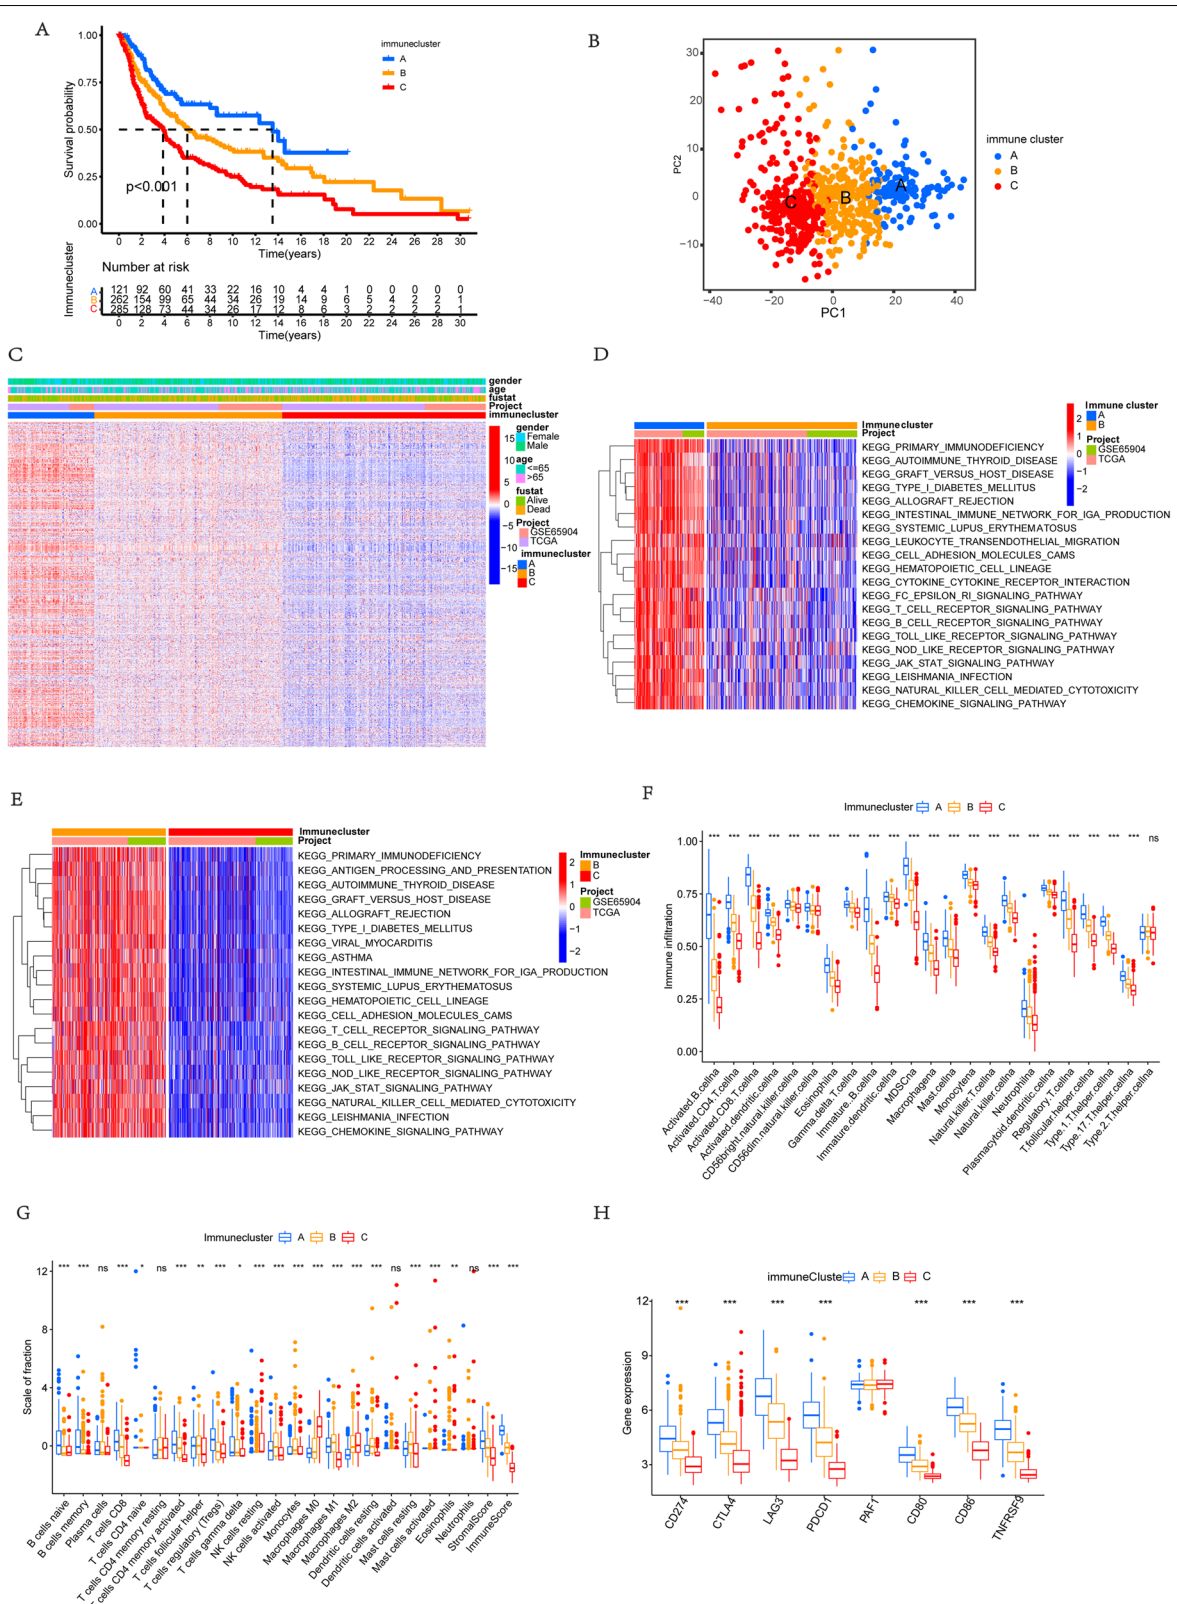 A
immunecluster
A
B
C
Survival probability
1.00
0.75
0.50
0.25
0.00
p<0.001
0 2 4 6 8 10 12 14 16 18 20 22 24 26 28 30
Time(years)
Number at risk
Immunecluster
A 121 92 60 41 33 22 16 10 4 4 1 0 0 0 0 0
B 262 154 99 65 44 34 26 19 14 9 6 5 4 2 2 1
C 285 128 73 44 34 26 17 12 8 6 3 2 2 2 2 1
0 2 4 6 8 10 12 14 16 18 20 22 24 26 28 30
Time(years)
B
PC2
30
20
10
0
−10
−40 −20 0 20 40
PC1
C B A
immune cluster
A
B
C
C
gender
age
fustat
Project
immunecluster
15
10
5
0
−5
−10
−15
gender
Female
Male
age
<=65
>65
fustat
Alive
Dead
Project
GSE65904
TCGA
immunecluster
A
B
C
D
Immunecluster
Project
KEGG_PRIMARY_IMMUNODEFICIENCY
KEGG_AUTOIMMUNE_THYROID_DISEASE
KEGG_GRAFT_VERSUS_HOST_DISEASE
KEGG_TYPE_I_DIABETES_MELLITUS
KEGG_ALLOGRAFT_REJECTION
KEGG_INTESTINAL_IMMUNE_NETWORK_FOR_IGA_PRODUCTION
KEGG_SYSTEMIC_LUPUS_ERYTHEMATOSUS
KEGG_LEUKOCYTE_TRANSENDOTHELIAL_MIGRATION
KEGG_CELL_ADHESION_MOLECULES_CAMS
KEGG_HEMATOPOIETIC_CELL_LINEAGE
KEGG_CYTOKINE_CYTOKINE_RECEPTOR_INTERACTION
KEGG_FC_EPSILON_RI_SIGNALING_PATHWAY
KEGG_T_CELL_RECEPTOR_SIGNALING_PATHWAY
KEGG_B_CELL_RECEPTOR_SIGNALING_PATHWAY
KEGG_TOLL_LIKE_RECEPTOR_SIGNALING_PATHWAY
KEGG_NOD_LIKE_RECEPTOR_SIGNALING_PATHWAY
KEGG_JAK_STAT_SIGNALING_PATHWAY
KEGG_LEISHMANIA_INFECTION
KEGG_NATURAL_KILLER_CELL_MEDIATED_CYTOTOXICITY
KEGG_CHEMOKINE_SIGNALING_PATHWAY
2
1
0
−1
−2
Immune cluster
A
B
Project
GSE65904
TCGA
E
Immunecluster
Project
KEGG_PRIMARY_IMMUNODEFICIENCY
KEGG_ANTIGEN_PROCESSING_AND_PRESENTATION
KEGG_AUTOIMMUNE_THYROID_DISEASE
KEGG_GRAFT_VERSUS_HOST_DISEASE
KEGG_ALLOGRAFT_REJECTION
KEGG_TYPE_I_DIABETES_MELLITUS
KEGG_VIRAL_MYOCARDITIS
KEGG_ASTHMA
KEGG_INTESTINAL_IMMUNE_NETWORK_FOR_IGA_PRODUCTION
KEGG_SYSTEMIC_LUPUS_ERYTHEMATOSUS
KEGG_HEMATOPOIETIC_CELL_LINEAGE
KEGG_CELL_ADHESION_MOLECULES_CAMS
KEGG_T_CELL_RECEPTOR_SIGNALING_PATHWAY
KEGG_B_CELL_RECEPTOR_SIGNALING_PATHWAY
KEGG_TOLL_LIKE_RECEPTOR_SIGNALING_PATHWAY
KEGG_NOD_LIKE_RECEPTOR_SIGNALING_PATHWAY
KEGG_JAK_STAT_SIGNALING_PATHWAY
KEGG_NATURAL_KILLER_CELL_MEDIATED_CYTOTOXICITY
KEGG_LEISHMANIA_INFECTION
KEGG_CHEMOKINE_SIGNALING_PATHWAY
2
1
0
−1
−2
Immunecluster
B
C
Project
GSE65904
TCGA
F
Immunecluster A B C
*** *** *** *** *** *** *** *** *** *** *** *** *** *** *** *** *** *** *** *** *** *** ns
Immune infiltration
1.00
0.75
0.50
0.25
0.00
Activated.B.cellna
Activated.CD4.T.cellna
Activated.CD8.T.cellna
Activated.dendritic.cellna
CD56bright.natural.killer.cellna
CD56dim.natural.killer.cellna
Eosinophilna
Gamma.delta.T.cellna
Immature..B.cellna
Immature.dendritic.cellna
MDSCna
Macrophagena
Mast.cellna
Monocytena
Natural.killer.T.cellna
Natural.killer.cellna
Neutrophilna
Plasmacytoid.dendritic.cellna
Regulatory.T.cellna
T.follicular.helper.cellna
Type.1.T.helper.cellna
Type.17.T.helper.cellna
Type.2.T.helper.cellna
G
Immunecluster A B C
*** *** ns *** * ns *** ** *** * *** *** *** *** *** *** *** ns *** *** ** ns *** ***
Scale of fraction
12
8
4
0
B cells naive
B cells memory
Plasma cells
T cells CD8
T cells CD4 naive
T cells CD4 memory resting
T cells CD4 memory activated
T cells follicular helper
T cells regulatory (Tregs)
T cells gamma delta
NK cells resting
NK cells activated
Monocytes
Macrophages M0
Macrophages M1
Macrophages M2
Dendritic cells resting
Dendritic cells activated
Mast cells resting
Mast cells activated
Eosinophils
Neutrophils
StromalScore
ImmuneScore
H
immuneCluste A B C
*** *** *** *** *** *** ***
Gene expression
12
9
6
3
CD274
CTLA4
LAG3
PDCD1
PAF1
CD80
CD86
TNFRSF9